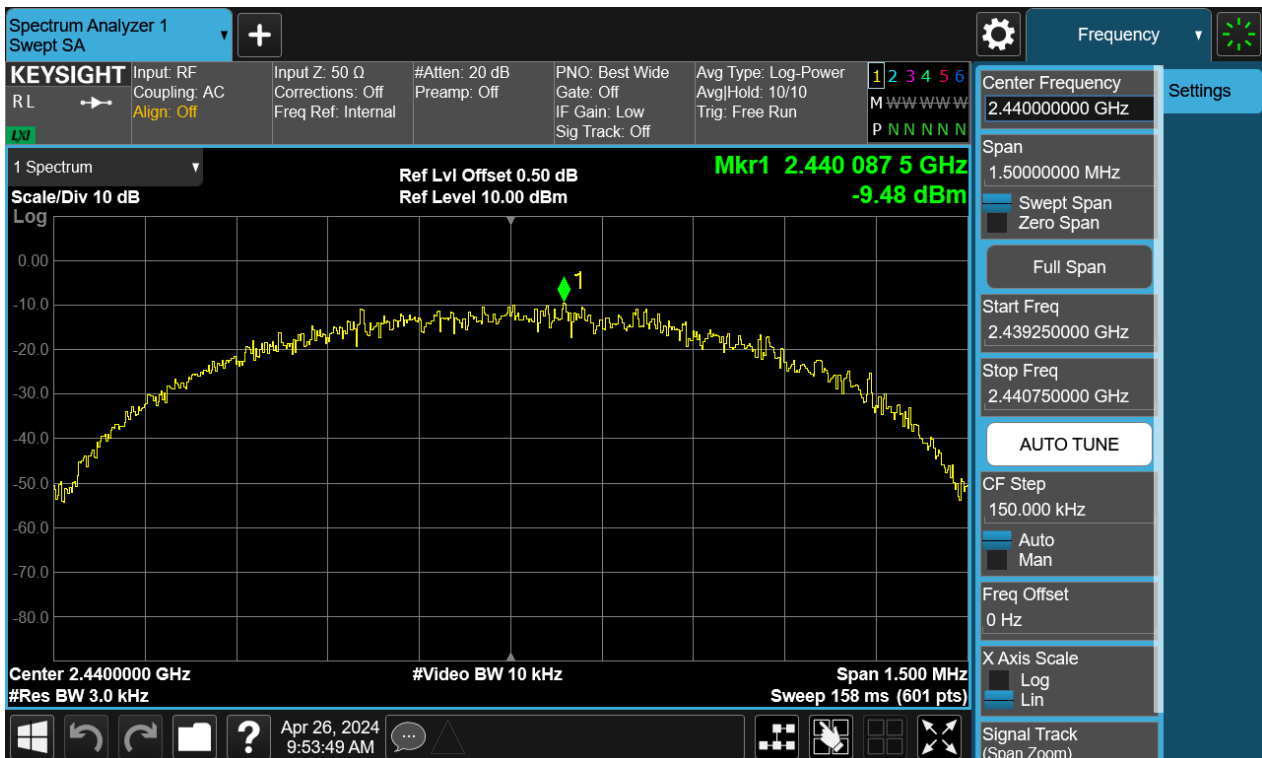 Spectrum Analyzer 1
Swept SA
Frequency
KEYSIGHT
R L
LXI
Input: RF
Coupling: AC
Align: Off
Input Z: 50 Ω
Corrections: Off
Freq Ref: Internal
#Atten: 20 dB
Preamp: Off
PNO: Best Wide
Gate: Off
IF Gain: Low
Sig Track: Off
Avg Type: Log-Power
Avg|Hold: 10/10
Trig: Free Run
1 2 3 4 5 6
M W W W W W
P N N N N N
1 Spectrum
Scale/Div 10 dB
Log
Ref Lvl Offset 0.50 dB
Ref Level 10.00 dBm
Mkr1 2.440 087 5 GHz
-9.48 dBm
1
0.00
-10.0
-20.0
-30.0
-40.0
-50.0
-60.0
-70.0
-80.0
Center 2.4400000 GHz
#Res BW 3.0 kHz
#Video BW 10 kHz
Span 1.500 MHz
Sweep 158 ms (601 pts)
Apr 26, 2024
9:53:49 AM
Settings
Center Frequency
2.440000000 GHz
Span
1.50000000 MHz
Swept Span
Zero Span
Full Span
Start Freq
2.439250000 GHz
Stop Freq
2.440750000 GHz
AUTO TUNE
CF Step
150.000 kHz
Auto
Man
Freq Offset
0 Hz
X Axis Scale
Log
Lin
Signal Track
(Span Zoom)